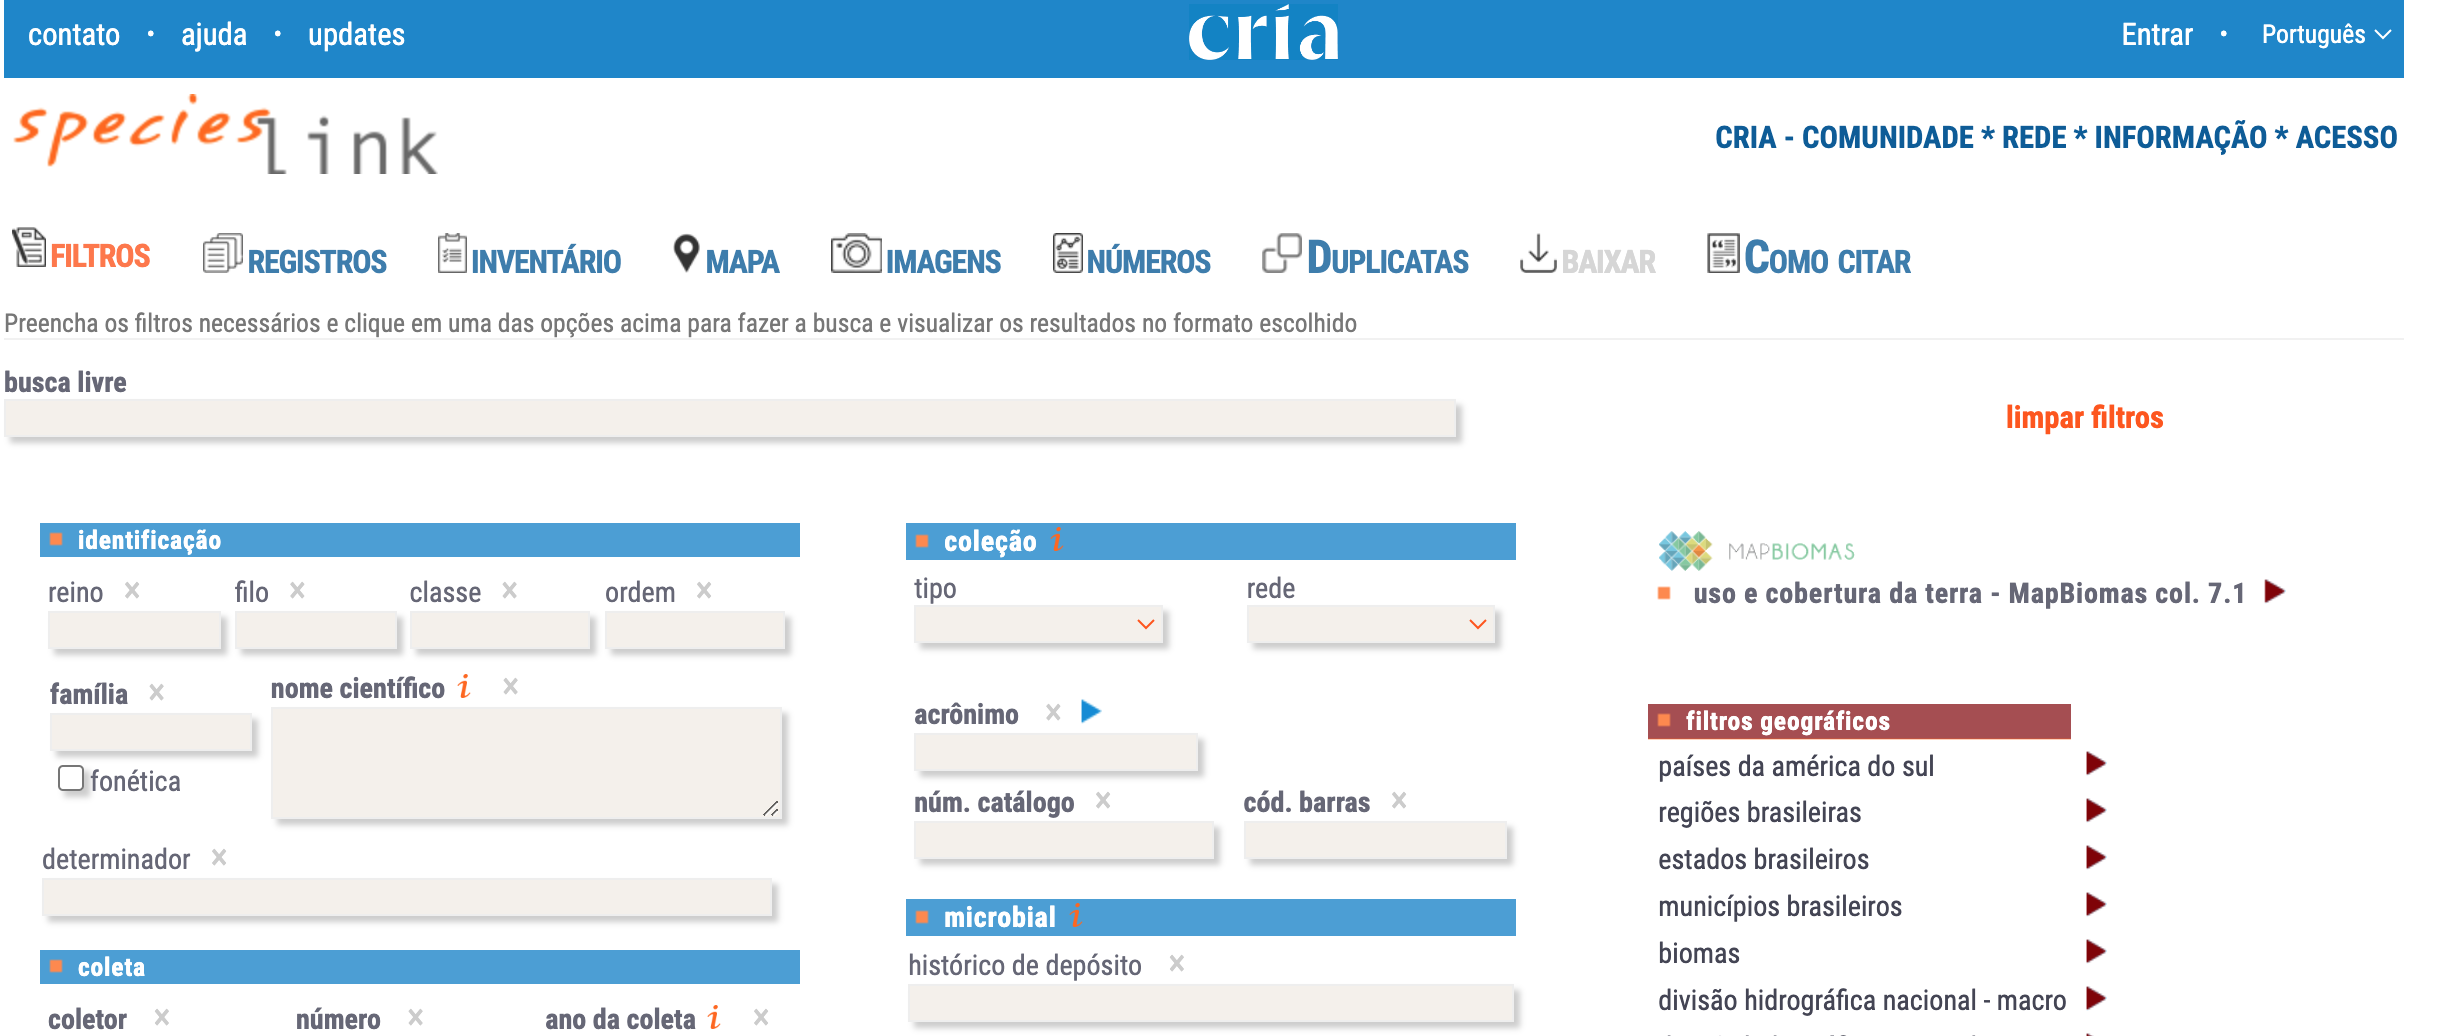 contato • ajuda • updates
cría
Entrar • Português
specieslink
CRIA - COMUNIDADE * REDE * INFORMAÇÃO * ACESSO
FILTROS REGISTROS INVENTÁRIO MAPA IMAGENS NÚMEROS DUPLICATAS BAIXAR COMO CITAR
Preencha os filtros necessários e clique em uma das opções acima para fazer a busca e visualizar os resultados no formato escolhido
busca livre
limpar filtros
identificação
reino × filo × classe × ordem ×
família × nome científico i ×
fonética
determinador ×
coleta
coletor × número × ano da coleta i ×
coleção i
tipo rede
acrônimo ×
núm. catálogo × cód. barras ×
microbial i
histórico de depósito ×
MAPBIOMAS
uso e cobertura da terra - MapBiomas col. 7.1
filtros geográficos
países da américa do sul
regiões brasileiras
estados brasileiros
municípios brasileiros
biomas
divisão hidrográfica nacional - macro